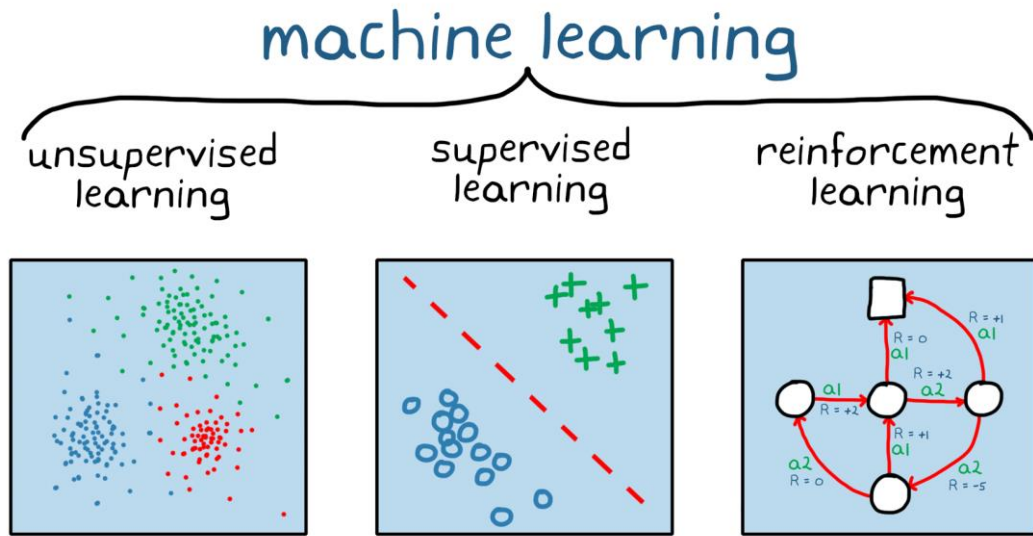 machine learning
unsupervised
learning
supervised
learning
reinforcement
learning
R = 0
a1
R = +1
a1
a1
R = +2
R = +2
a2
R = +1
a1
a2
R = 0
a2
R = -5